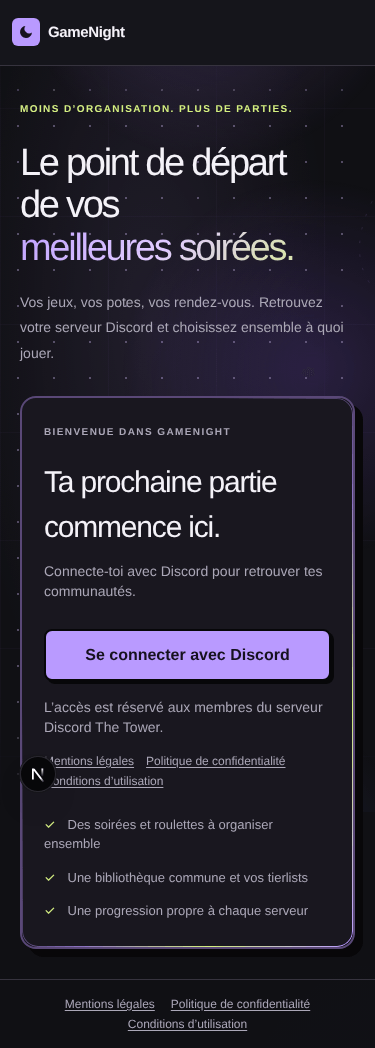 GameNight
MOINS D’ORGANISATION. PLUS DE PARTIES.
Le point de départ
de vos
meilleures soirées.
Vos jeux, vos potes, vos rendez-vous. Retrouvez
votre serveur Discord et choisissez ensemble à quoi
jouer.
BIENVENUE DANS GAMENIGHT
Ta prochaine partie
commence ici.
Connecte-toi avec Discord pour retrouver tes
communautés.
Se connecter avec Discord
L’accès est réservé aux membres du serveur
Discord The Tower.
Mentions légales Politique de confidentialité
Conditions d’utilisation
Des soirées et roulettes à organiser
ensemble
Une bibliothèque commune et vos tierlists
Une progression propre à chaque serveur
Mentions légales Politique de confidentialité
Conditions d’utilisation